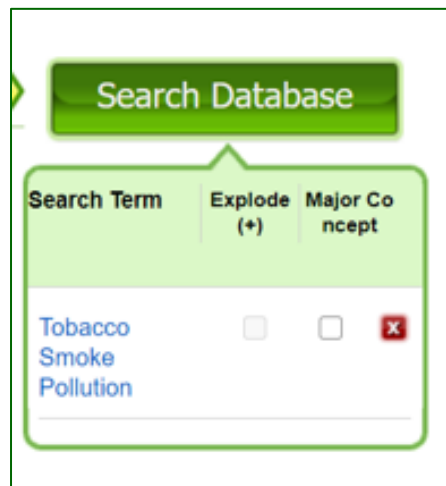 Search Database
Search Term Explode Major Co
(+) ncept
Tobacco
Smoke
Pollution
x